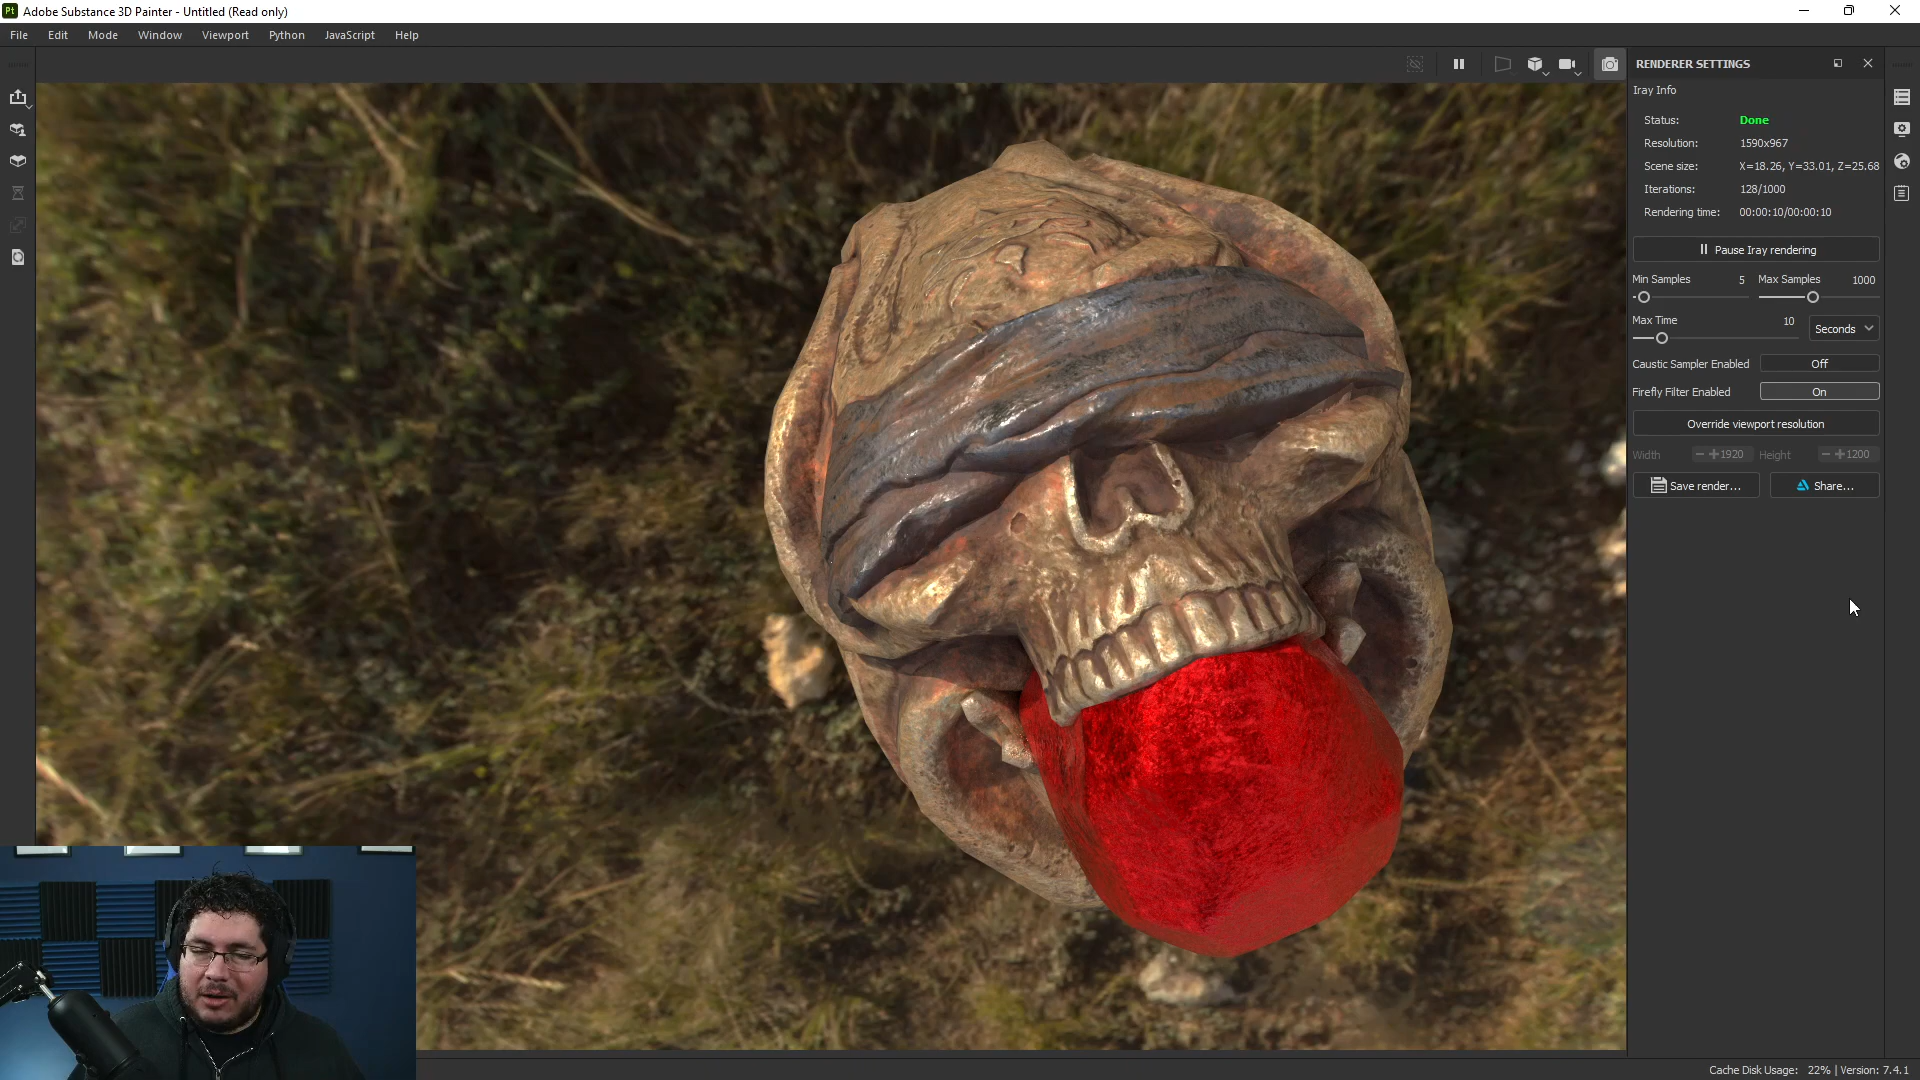 Pt Adobe Substance 3D Painter - Untitled (Read only)
File Edit Mode Window Viewport Python JavaScript Help
RENDERER SETTINGS
Iray Info
Status: Done
Resolution: 1590x967
Scene size: X=18.26, Y=33.01, Z=25.68
Iterations: 128/1000
Rendering time: 00:00:10/00:00:10
Pause Iray rendering
Min Samples 5 Max Samples 1000
Max Time 10 Seconds
Caustic Sampler Enabled Off
Firefly Filter Enabled On
Override viewport resolution
Width 1920 Height 1200
Save render... Share...
Cache Disk Usage: 22% | Version: 7.4.1